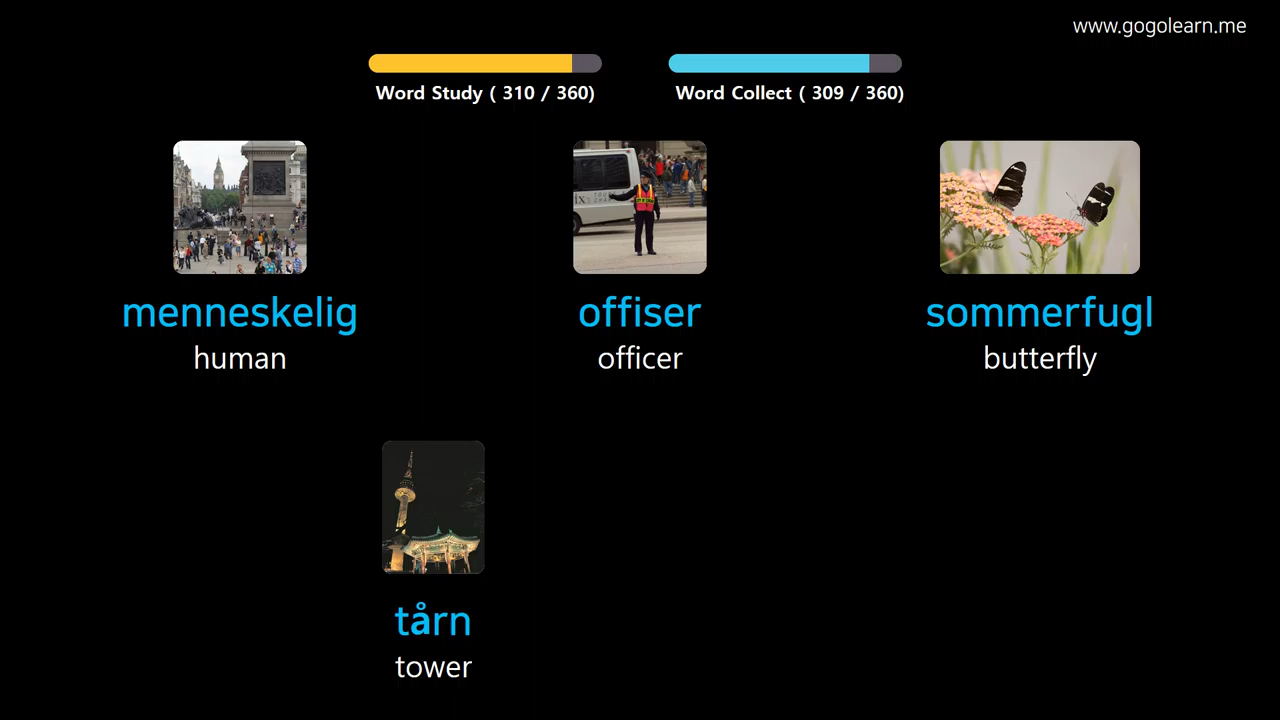 www.gogolearn.me
Word Study ( 310 / 360)
Word Collect ( 309 / 360)
menneskelig
human
offiser
officer
sommerfugl
butterfly
tårn
tower